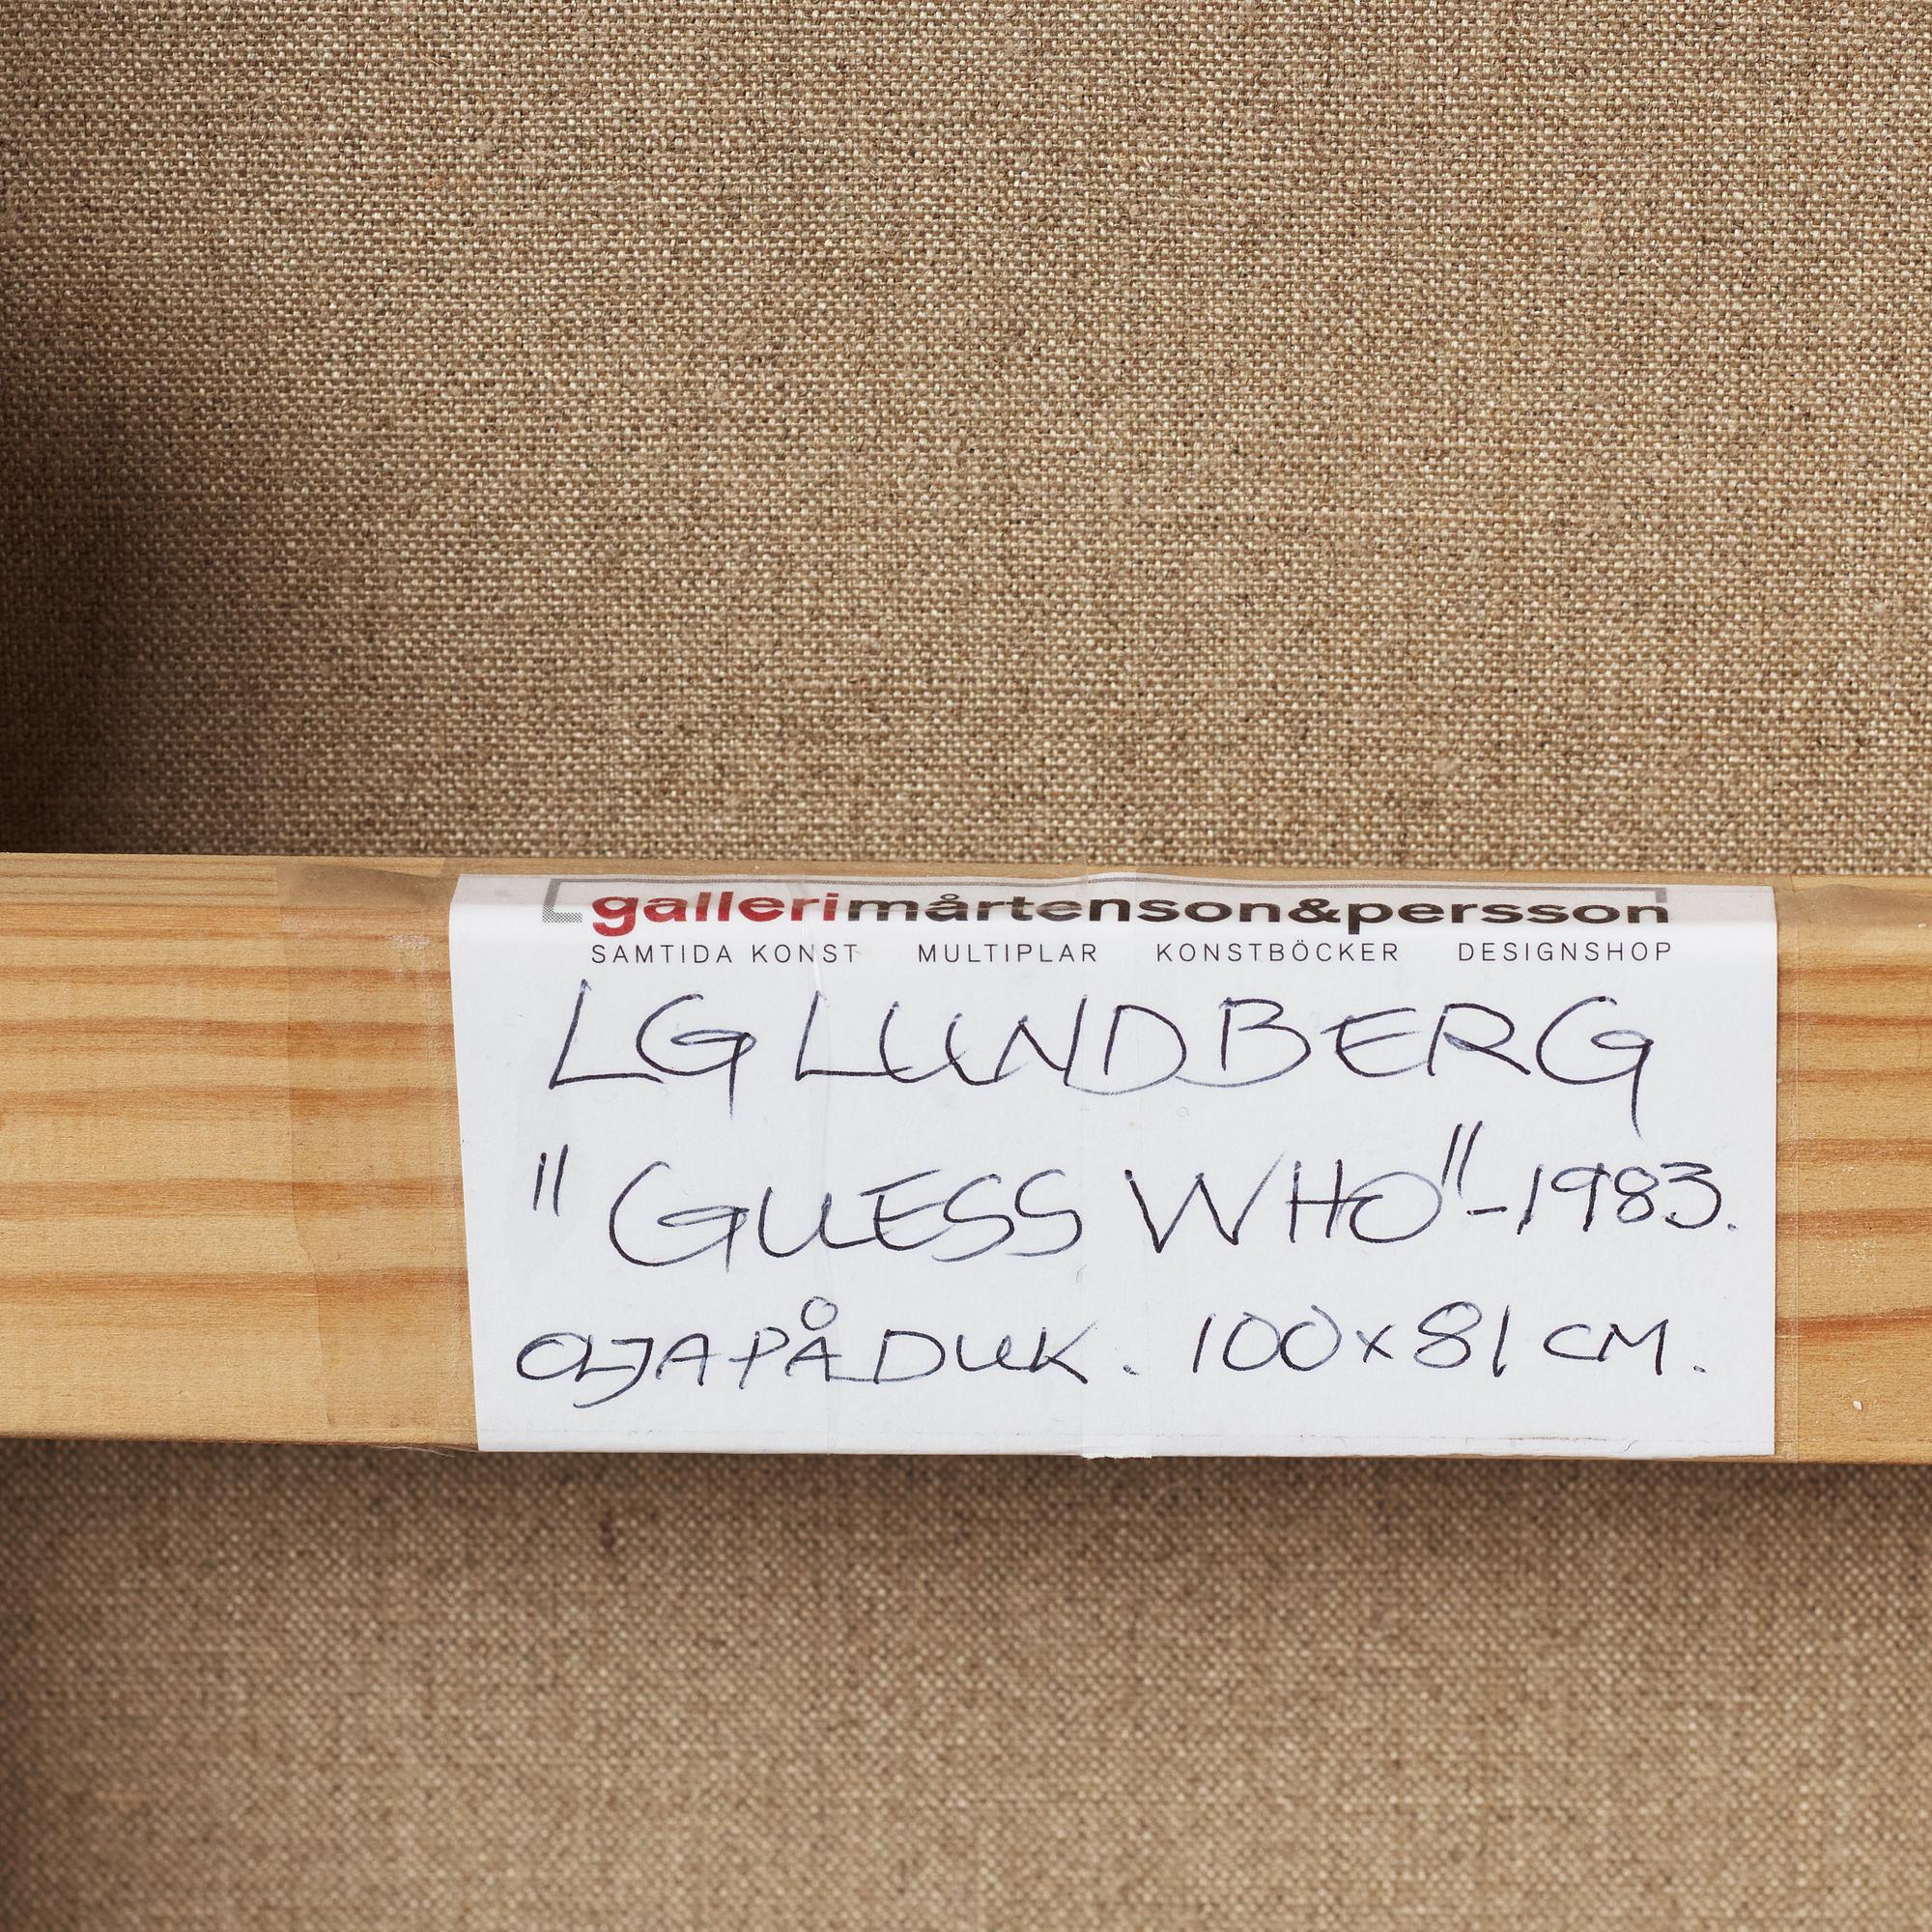 gallerimårtenson&persson
SAMTIDA KONST MULTIPLAR KONSTBÖCKER DESIGNSHOP
LG LUNDBERG
"GUESS WHO"-1983.
OLJA PÅ DUK. 100x81 CM.